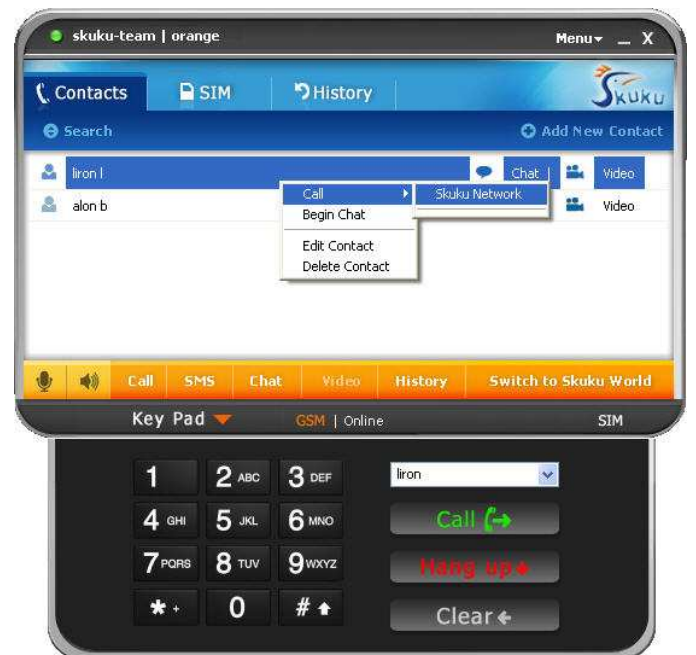 skuku-team | orange Menu _ X
Contacts SIM History SKUKU
Search Add New Contact
liron l Chat | Video
Call Skuku Network
alon b Video
Begin Chat
Edit Contact
Delete Contact
Call SMS Chat Video History Switch to Skuku World
Key Pad GSM | Online SIM
1 2 ABC 3 DEF liron
4 GHI 5 JKL 6 MNO Call
7 PQRS 8 TUV 9 WXYZ Hang up
* + 0 # Clear